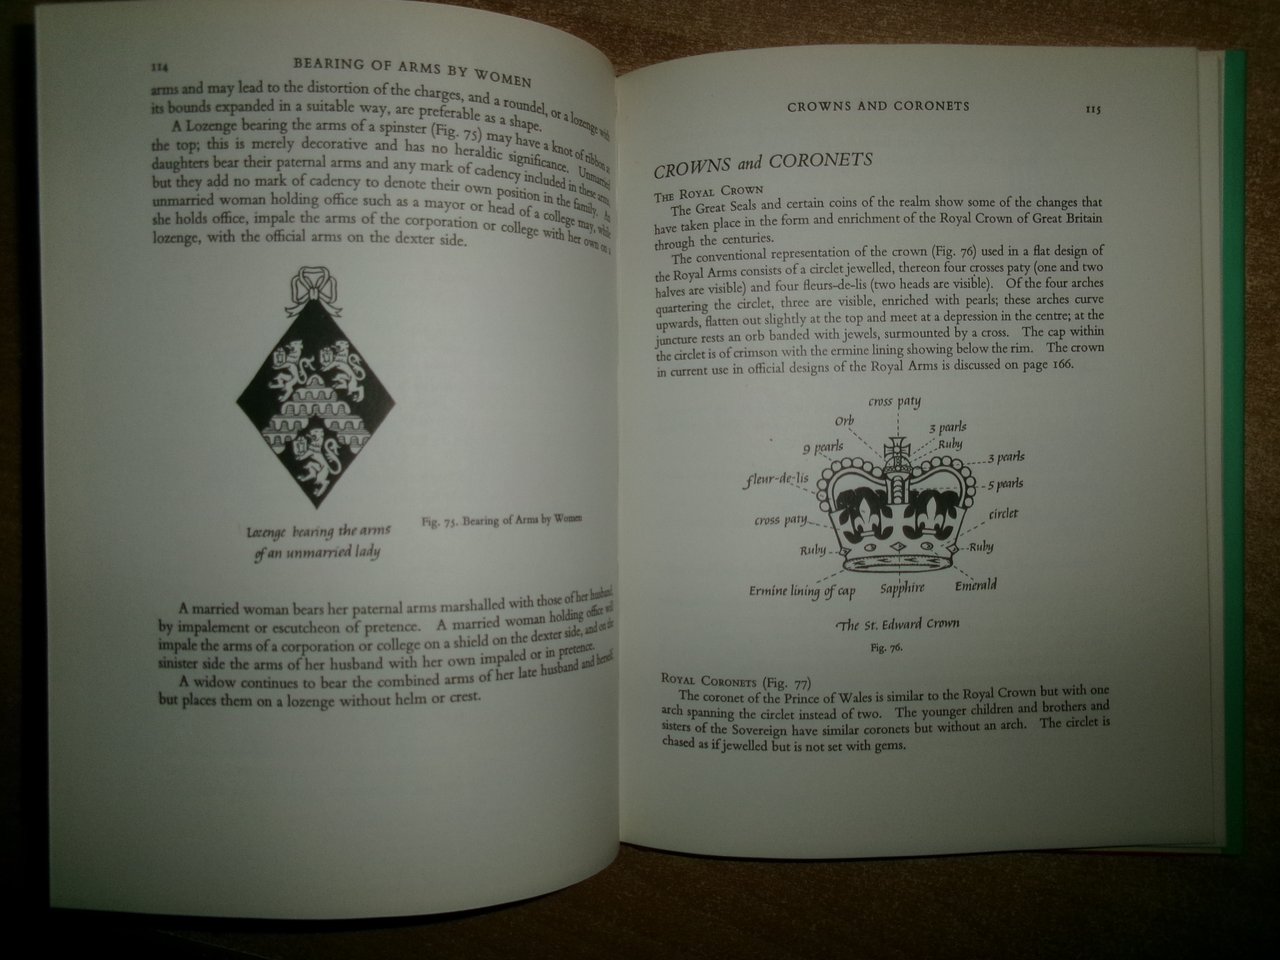 114
BEARING OF ARMS BY WOMEN
arms and may lead to the distortion of the charges, and a roundel, or a lozenge with
its bounds expanded in a suitable way, are preferable as a shape.
A Lozenge bearing the arms of a spinster (Fig. 75) may have a knot of ribbon at
the top; this is merely decorative and has no heraldic significance. Unmarried
daughters bear their paternal arms and any mark of cadency included in these arms,
but they add no mark of cadency to denote their own position in the family. An
unmarried woman holding office such as a mayor or head of a college may, while
she holds office, impale the arms of the corporation or college with her own on a
lozenge, with the official arms on the dexter side.
Lozenge bearing the arms
of an unmarried lady
Fig. 75. Bearing of Arms by Women
A married woman bears her paternal arms marshalled with those of her husband
by impalement or escutcheon of pretence. A married woman holding office will
impale the arms of a corporation or college on a shield on the dexter side, and on the
sinister side the arms of her husband with her own impaled or in pretence.
A widow continues to bear the combined arms of her late husband and herself
but places them on a lozenge without helm or crest.
CROWNS AND CORONETS
115
CROWNS and CORONETS
THE ROYAL CROWN
The Great Seals and certain coins of the realm show some of the changes that
have taken place in the form and enrichment of the Royal Crown of Great Britain
through the centuries.
The conventional representation of the crown (Fig. 76) used in a flat design of
the Royal Arms consists of a circlet jewelled, thereon four crosses paty (one and two
halves are visible) and four fleurs-de-lis (two heads are visible). Of the four arches
quartering the circlet, three are visible, enriched with pearls; these arches curve
upwards, flatten out slightly at the top and meet at a depression in the centre; at the
juncture rests an orb banded with jewels, surmounted by a cross. The cap within
the circlet is of crimson with the ermine lining showing below the rim. The crown
in current use in official designs of the Royal Arms is discussed on page 166.
cross paty
Orb
3 pearls
9 pearls
Ruby
3 pearls
fleur-de-lis
5 pearls
cross paty
circlet
Ruby
Ruby
Ermine lining of cap
Sapphire
Emerald
The St. Edward Crown
Fig. 76.
ROYAL CORONETS (Fig. 77)
The coronet of the Prince of Wales is similar to the Royal Crown but with one
arch spanning the circlet instead of two. The younger children and brothers and
sisters of the Sovereign have similar coronets but without an arch. The circlet is
chased as if jewelled but is not set with gems.